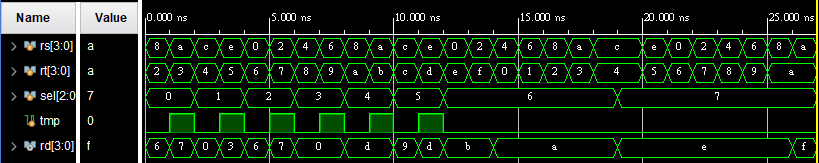 Name Value 0.000 ns 5.000 ns 10.000 ns 15.000 ns 20.000 ns 25.000 ns
rs[3:0] a 8 a c e 0 2 4 6 8 a c e 0 2 4 6 8 a c e 0 2 4 6 8 a
rt[3:0] a 2 3 4 5 6 7 8 9 a b c d e f 0 1 2 3 4 5 6 7 8 9 a
sel[2:0 7 0 1 2 3 4 5 6 7
tmp 0
rd[3:0] f 6 7 0 3 6 7 0 d 9 d b a e f